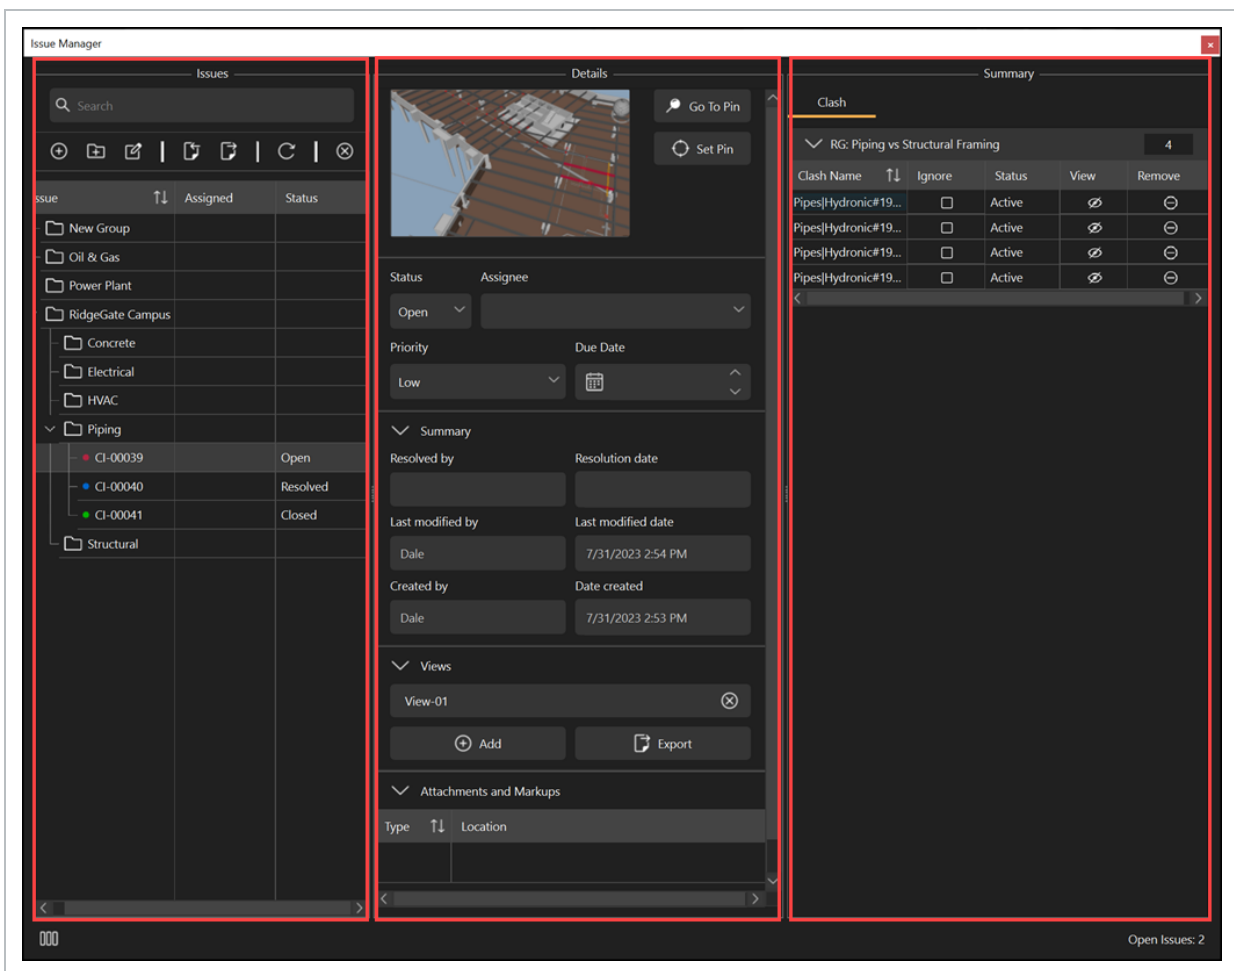 Issue Manager
Issues
Search
ssue Assigned Status
New Group
Oil & Gas
Power Plant
RidgeGate Campus
Concrete
Electrical
HVAC
Piping
CI-00039 Open
CI-00040 Resolved
CI-00041 Closed
Structural
Details
Go To Pin
Set Pin
Status Assignee
Open
Priority Due Date
Low
Summary
Resolved by Resolution date
Last modified by Last modified date
Dale 7/31/2023 2:54 PM
Created by Date created
Dale 7/31/2023 2:53 PM
Views
View-01
Add Export
Attachments and Markups
Type Location
Summary
Clash
RG: Piping vs Structural Framing 4
Clash Name Ignore Status View Remove
Pipes|Hydronic#19... Active
Pipes|Hydronic#19... Active
Pipes|Hydronic#19... Active
Pipes|Hydronic#19... Active
Open Issues: 2